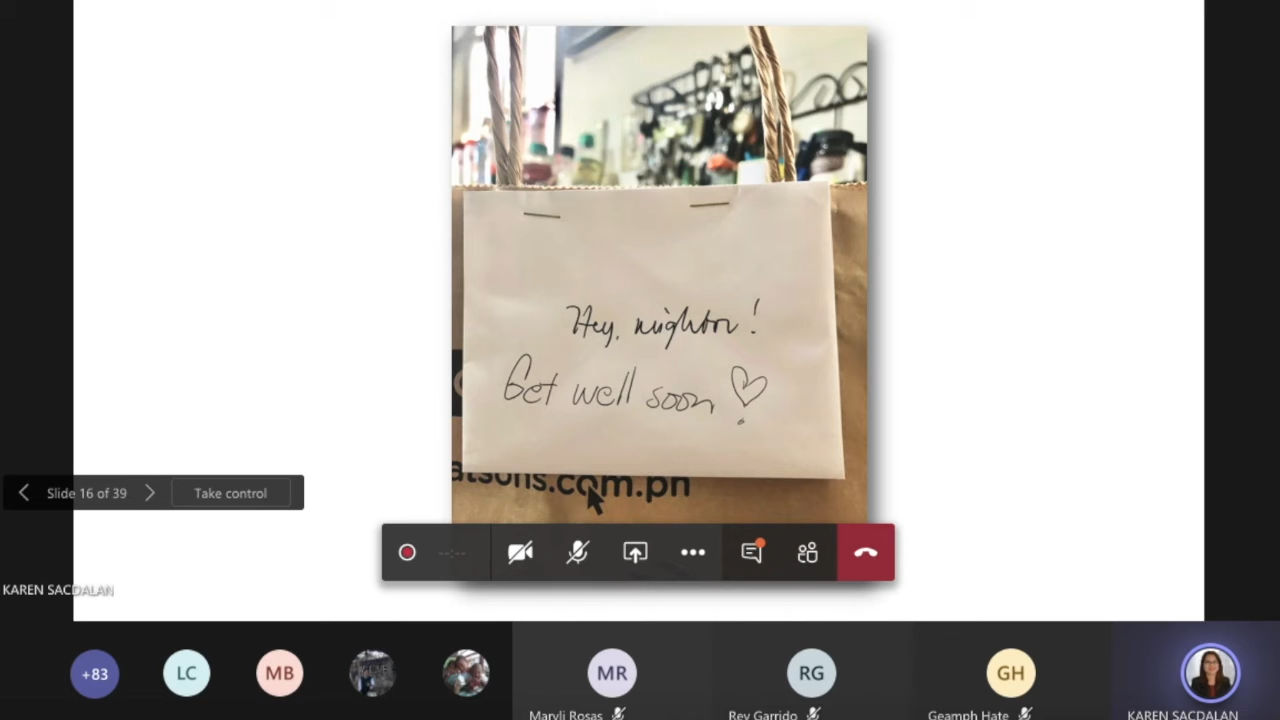 Hey, neighbor!
Get well soon
atsons.com.ph
Slide 16 of 39
Take control
--:--
KAREN SACDALAN
+83
LC
MB
MR
RG
GH
Maryli Rosas
Rey Garrido
Geamph Hate
KAREN SACDALAN